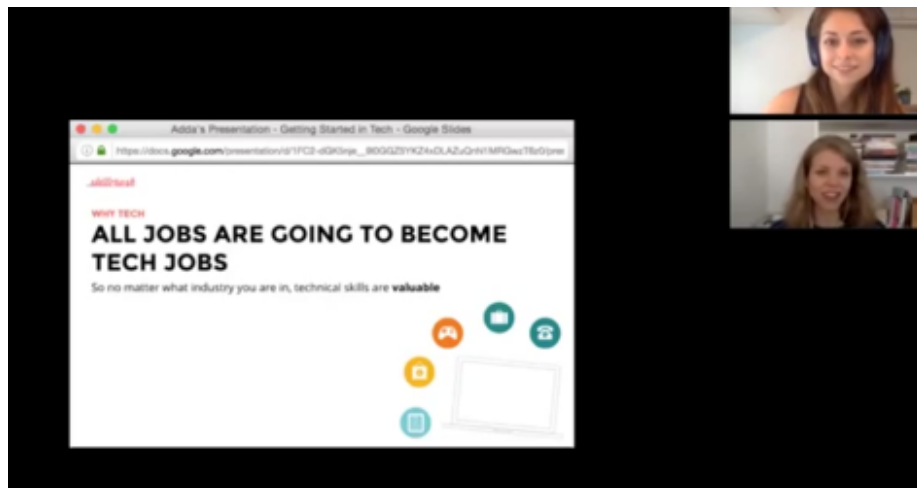 Adda's Presentation - Getting Started in Tech - Google Slides
skillcrush
WHY TECH
ALL JOBS ARE GOING TO BECOME
TECH JOBS
So no matter what industry you are in, technical skills are valuable